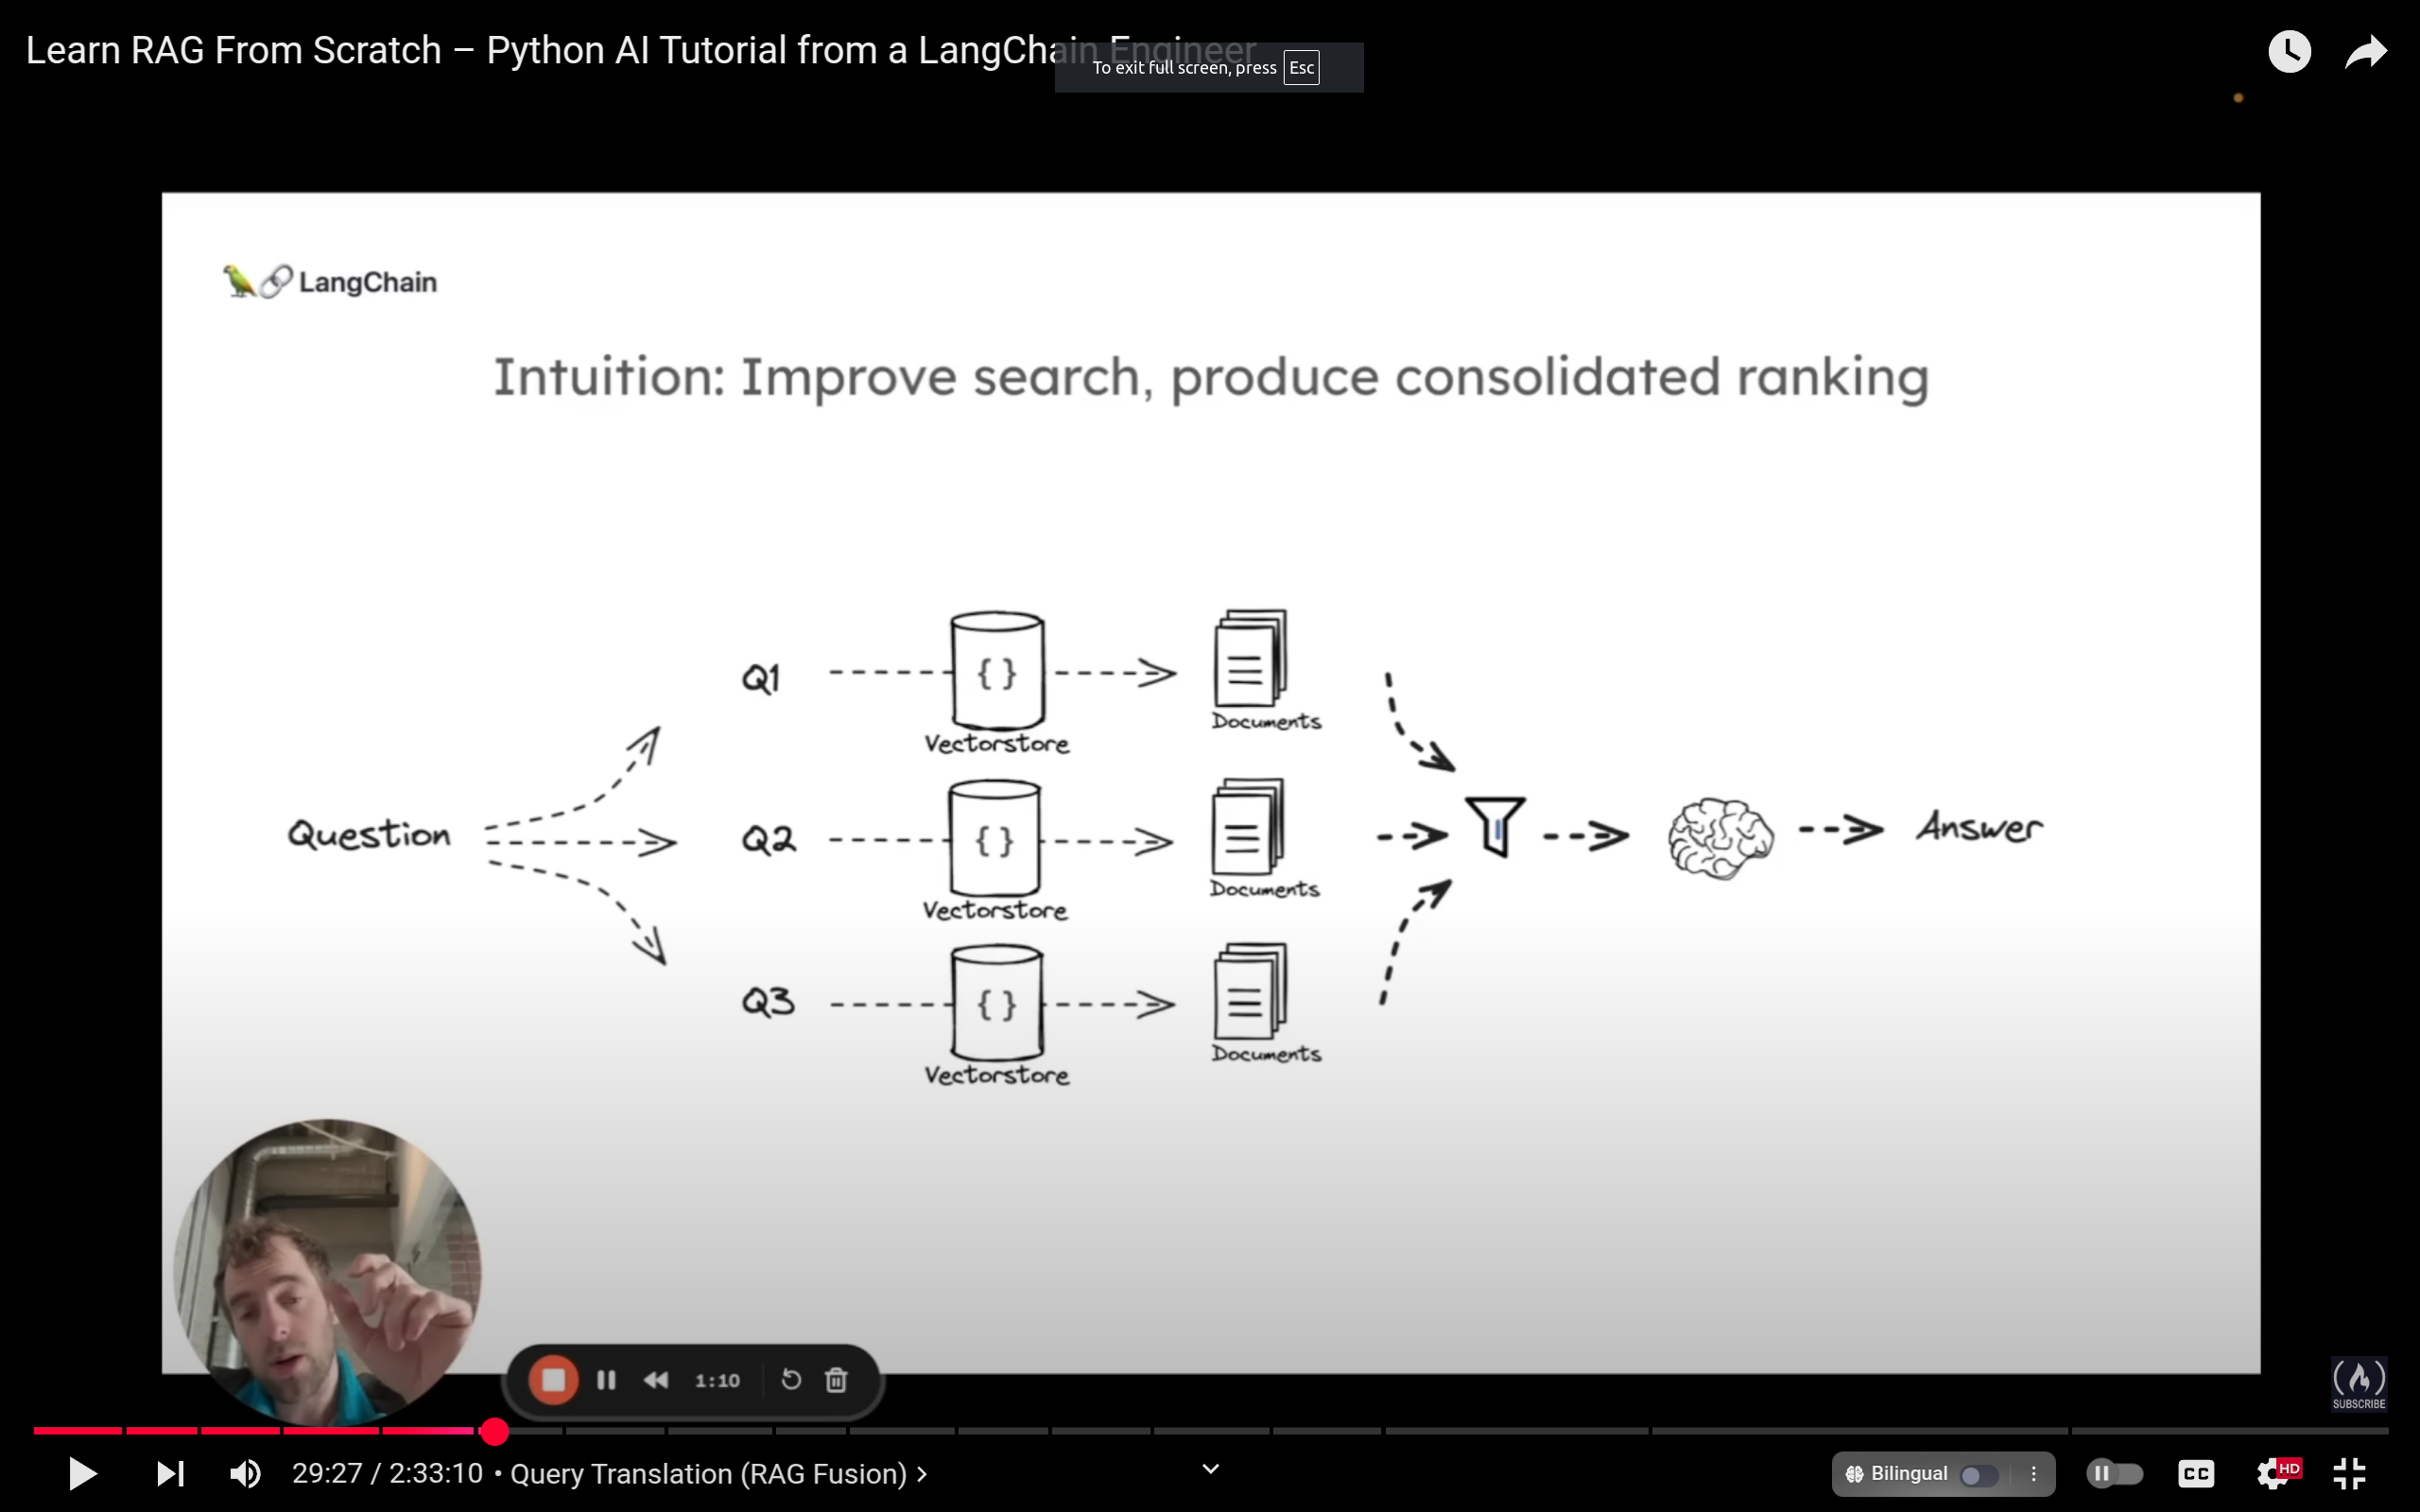 Learn RAG From Scratch – Python AI Tutorial from a LangChain Engineer
To exit full screen, press Esc
LangChain
Intuition: Improve search, produce consolidated ranking
Q1
{ }
Vectorstore
Documents
Question
Q2
{ }
Vectorstore
Documents
Answer
Q3
{ }
Vectorstore
Documents
1:10
SUBSCRIBE
29:27 / 2:33:10 • Query Translation (RAG Fusion) >
Bilingual
CC
HD